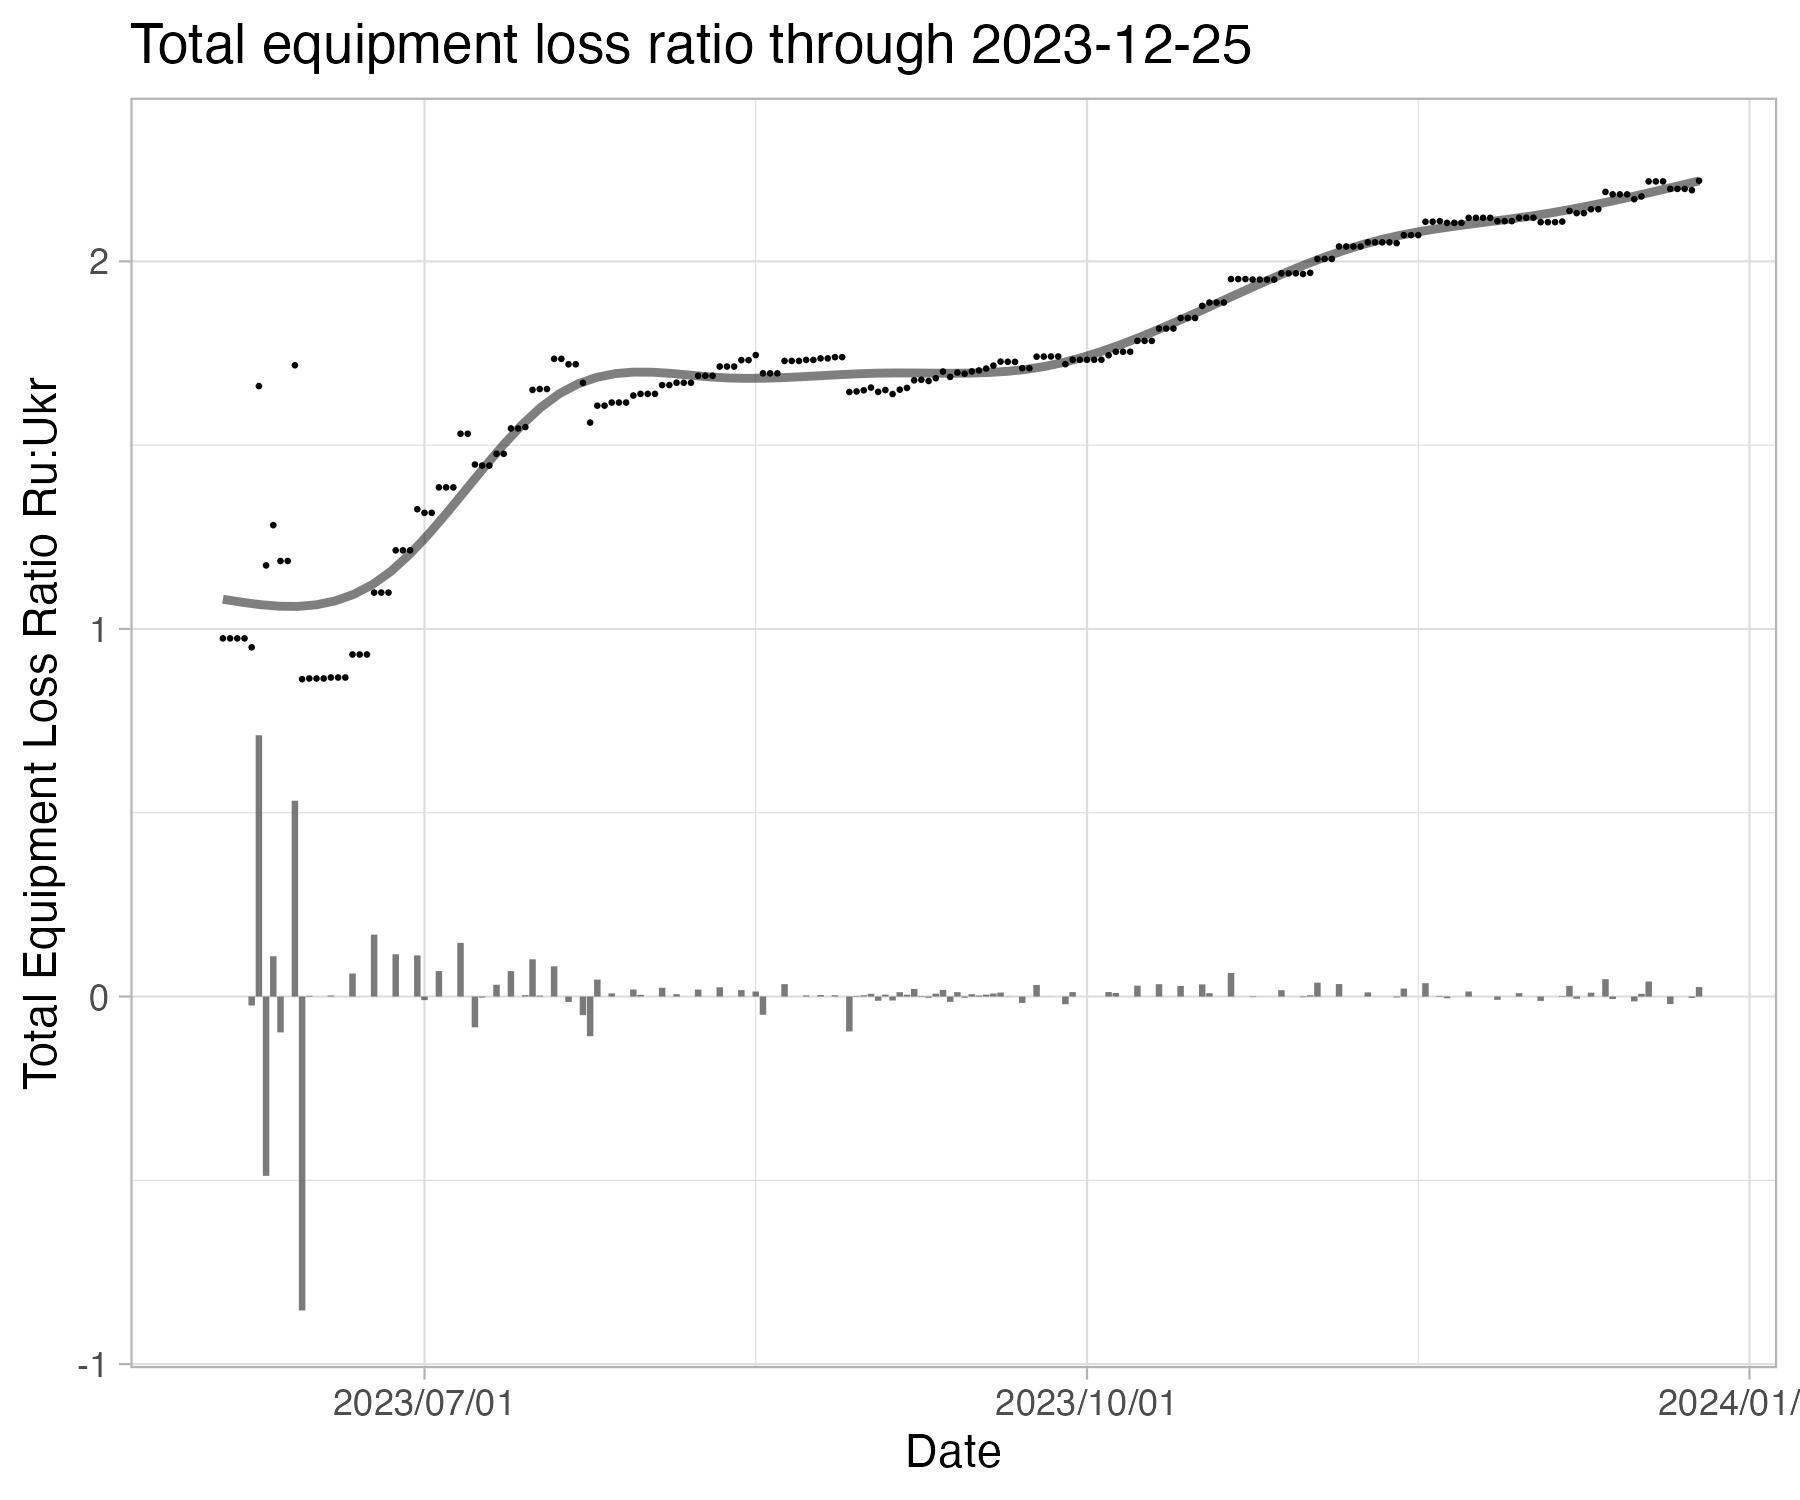 Total equipment loss ratio through 2023-12-25
Total Equipment Loss Ratio Ru:Ukr
2
1
0
-1
2023/07/01
2023/10/01
2024/01/
Date